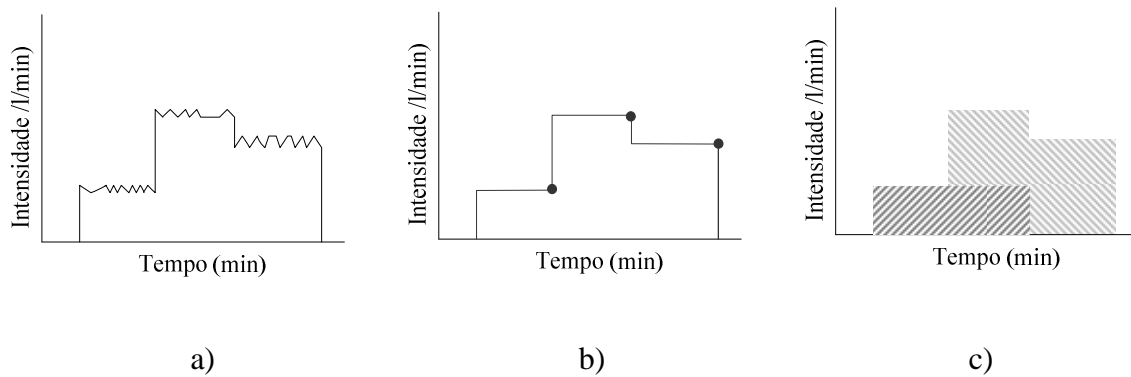 Intensidade /l/min)
Tempo (min)
a)
Intensidade /l/min)
Tempo (min)
b)
Intensidade /l/min)
Tempo (min)
c)